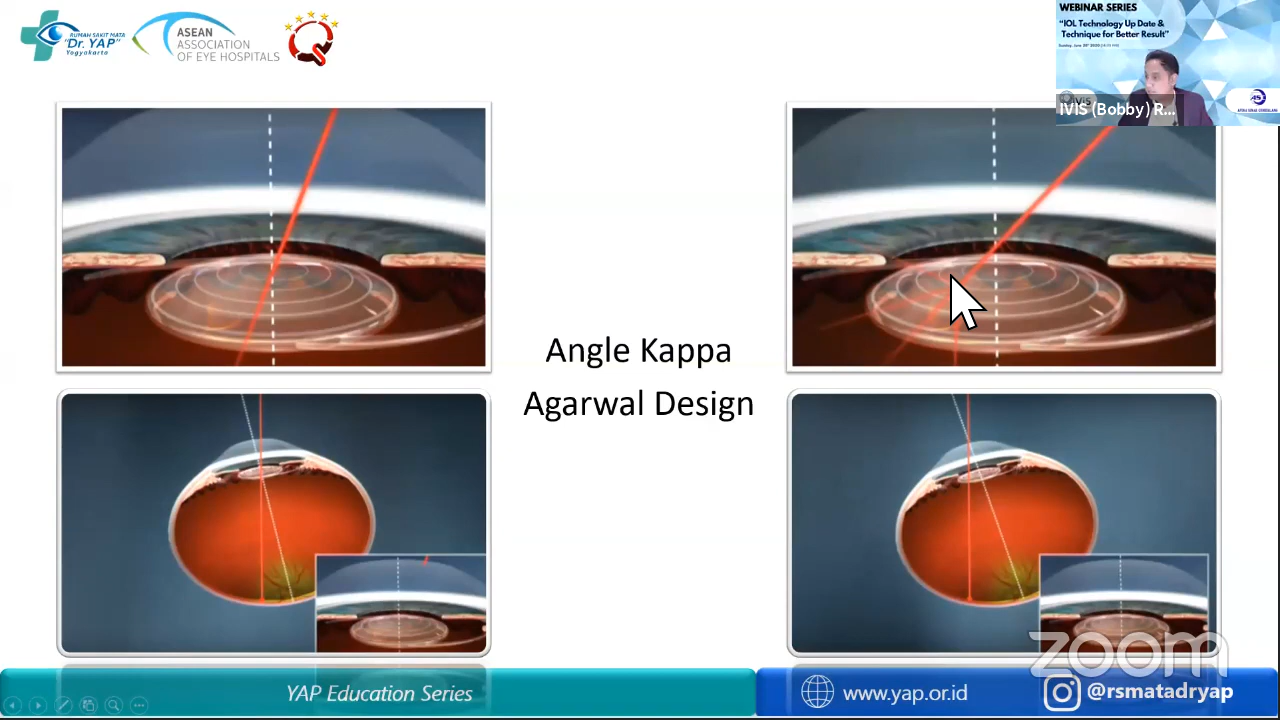 RUMAH SAKIT MATA
"Dr. YAP"
Yogyakarta
ASEAN
ASSOCIATION
OF EYE HOSPITALS
WEBINAR SERIES
"IOL Technology Up Date &
Technique for Better Result"
IVIS (Bobby) R...
Angle Kappa
Agarwal Design
zoom
YAP Education Series
www.yap.or.id
@rsmatadryap